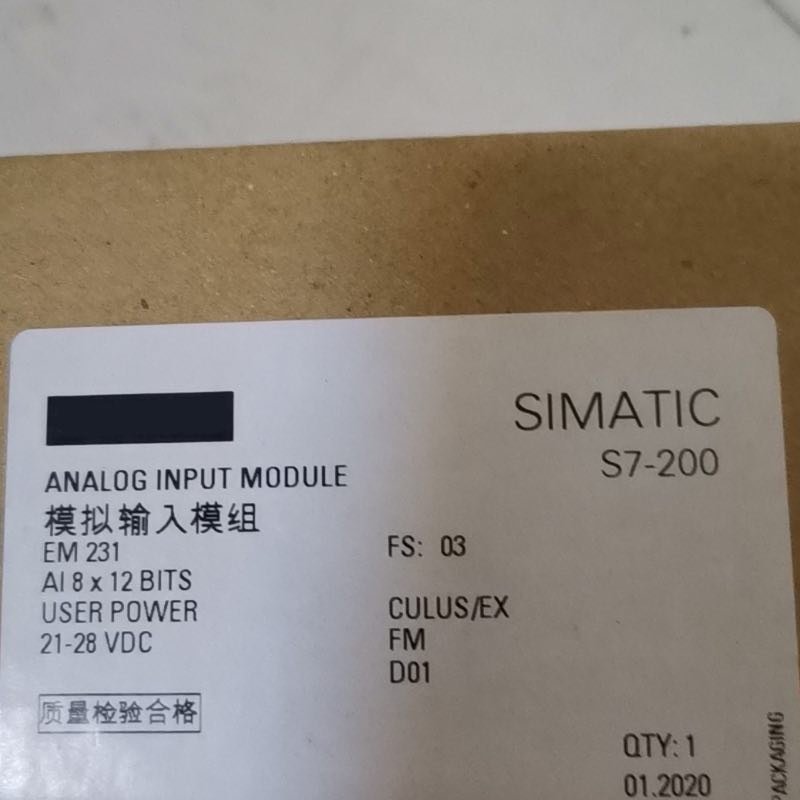 SIMATIC
S7-200
ANALOG INPUT MODULE
模拟输入模组
EM 231
AI 8 x 12 BITS
USER POWER
21-28 VDC
FS: 03
CULUS/EX
FM
D01
质量检验合格
QTY: 1
01.2020
PACKAGING